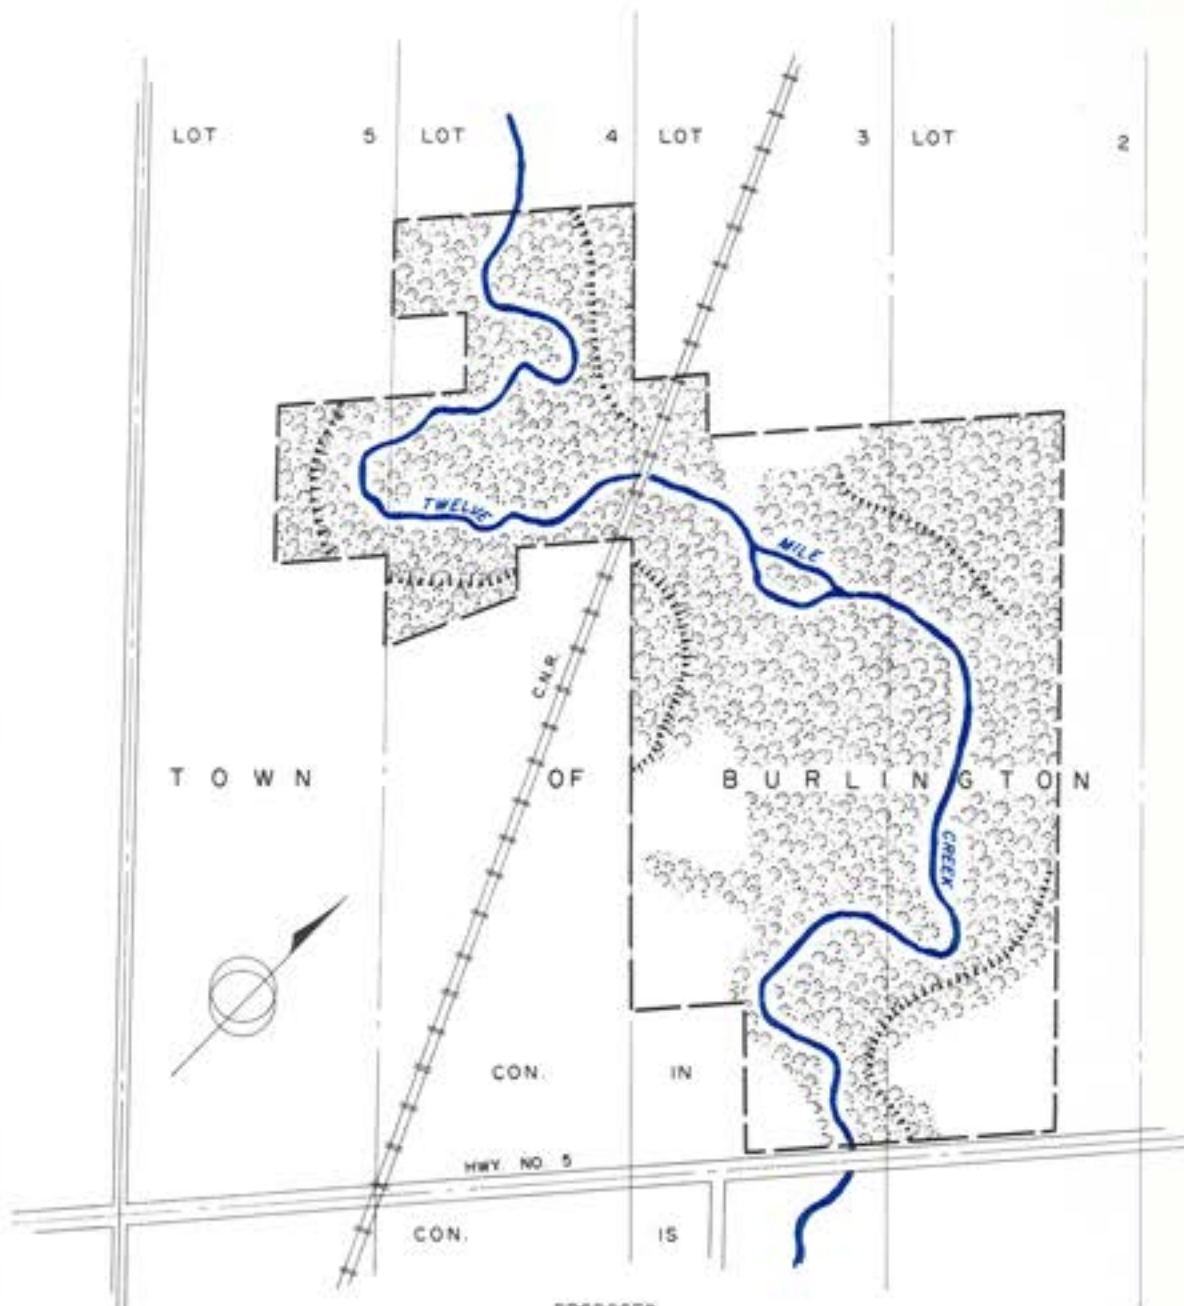 LOT 5 LOT 4 LOT 3 LOT 2
TWELVE
MILE
C.N.R.
TOWN OF BURLINGTON
CREEK
CON. IN
HWY. NO. 5
CON. IS